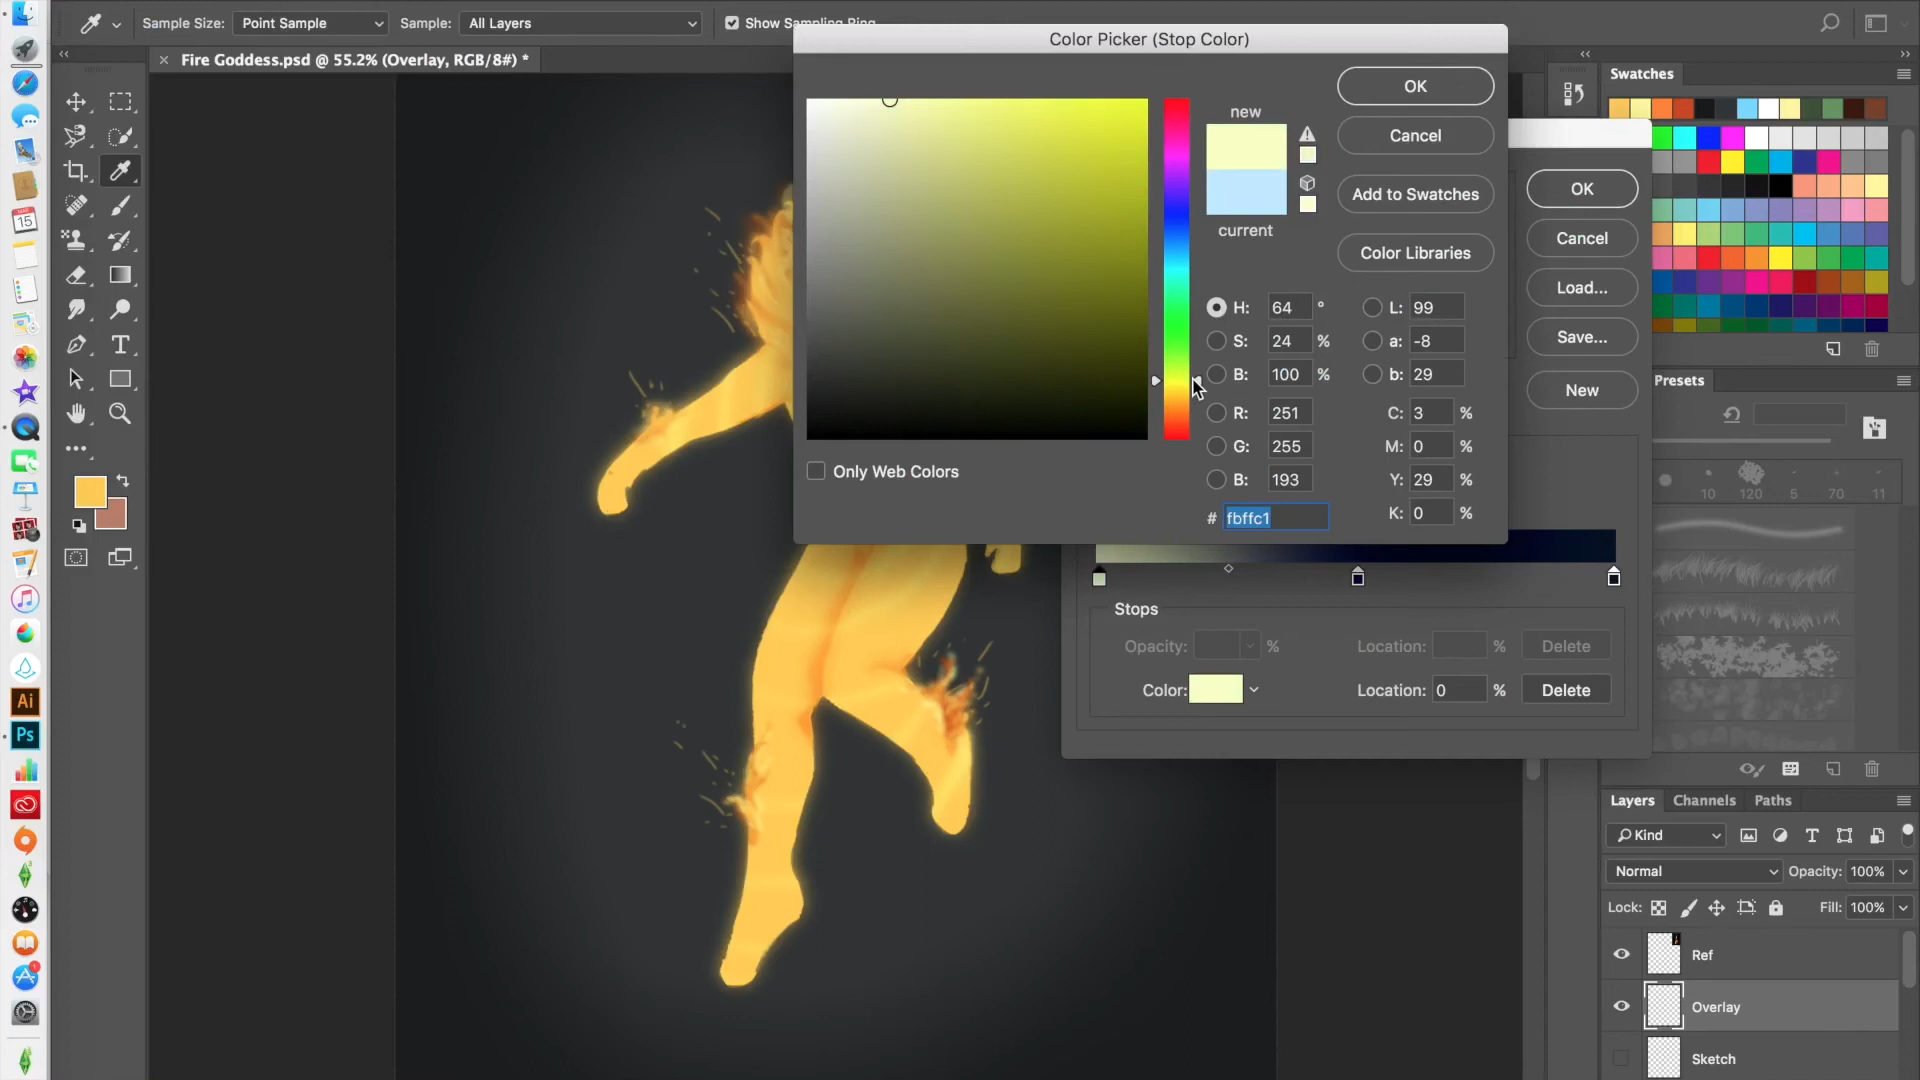 Sample Size: Point Sample Sample: All Layers Show Sampling Ring
Fire Goddess.psd @ 55.2% (Overlay, RGB/8#) *
Color Picker (Stop Color)
new
current
OK
Cancel
Add to Swatches
Color Libraries
H: 64 °
S: 24 %
B: 100 %
R: 251
G: 255
B: 193
# fbffc1
L: 99
a: -8
b: 29
C: 3 %
M: 0 %
Y: 29 %
K: 0 %
Only Web Colors
OK
Cancel
Load...
Save...
New
Stops
Opacity: % Location: % Delete
Color: Location: 0 % Delete
Swatches
Presets
10 120 5 70 11
Layers Channels Paths
Kind
Normal Opacity: 100%
Lock: Fill: 100%
Ref
Overlay
Sketch
15
T
Ai
Ps
1